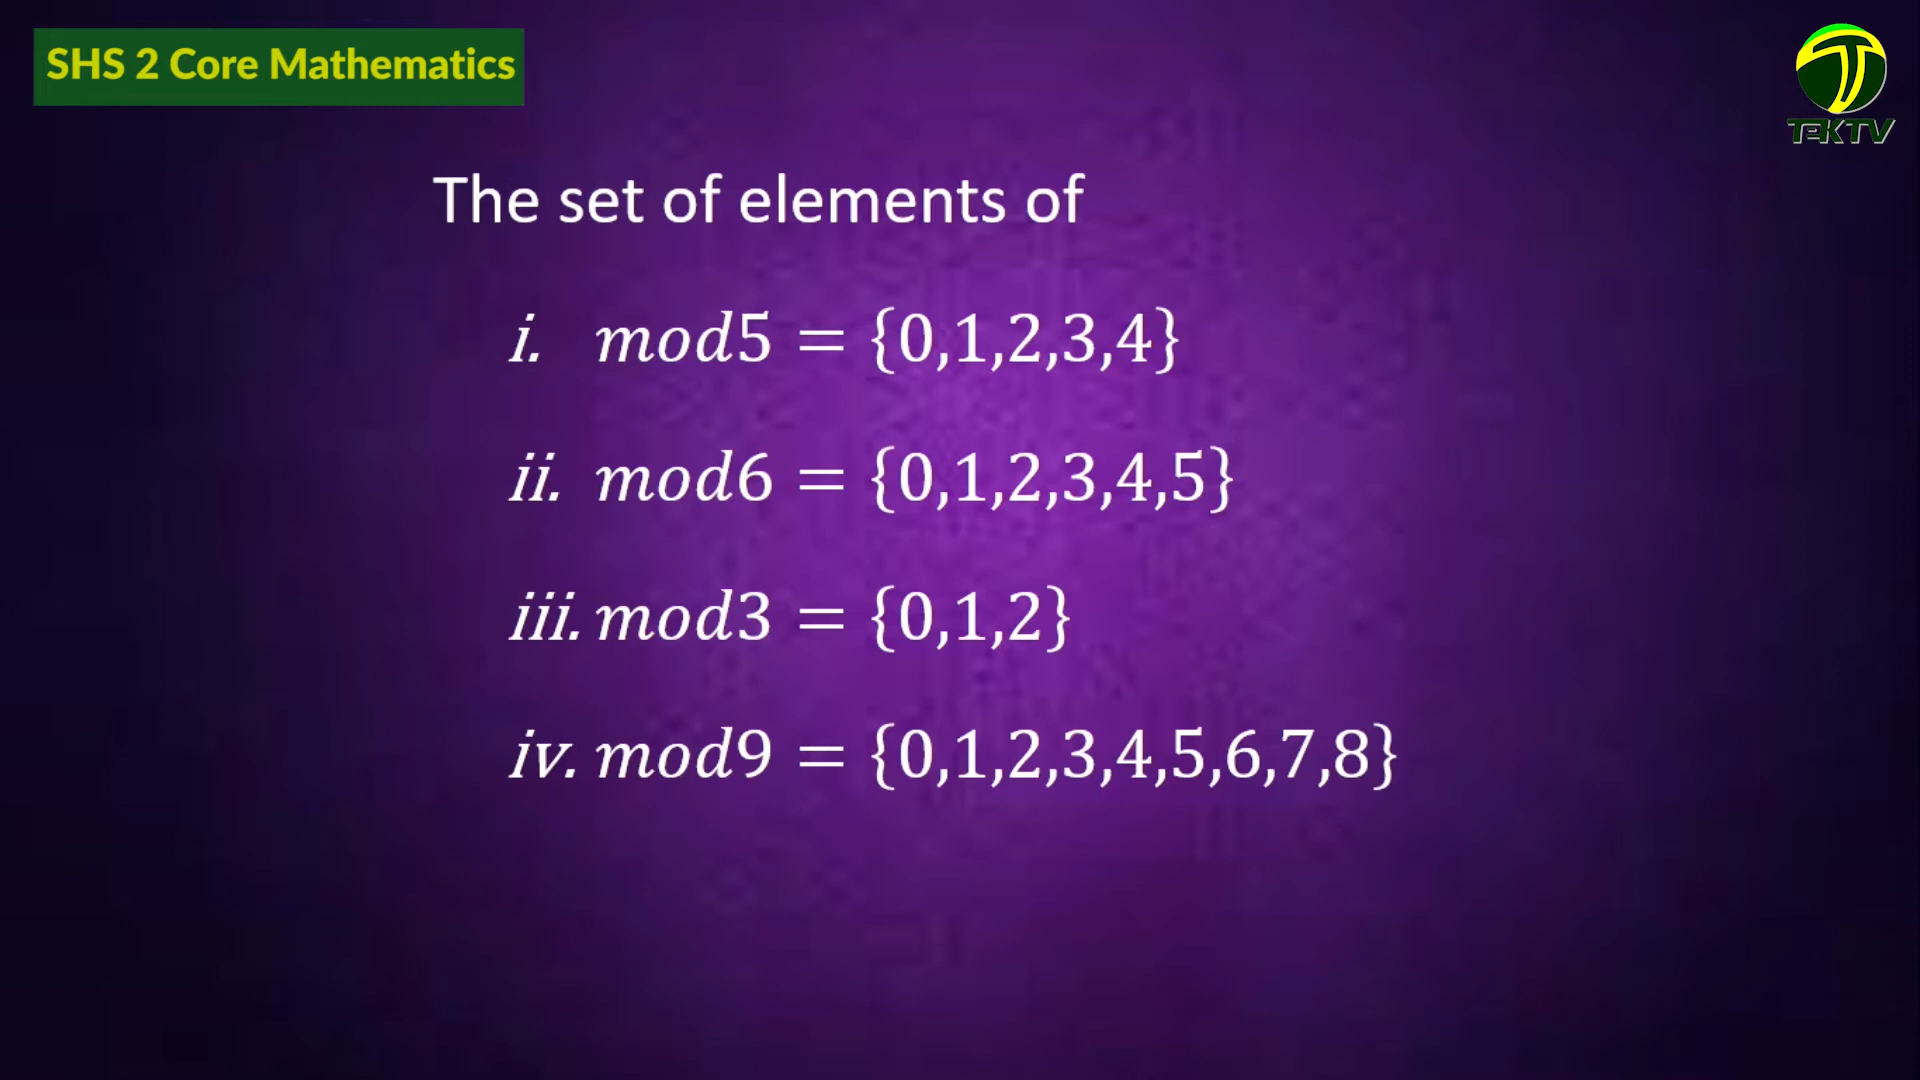 SHS 2 Core Mathematics
TEKTV
The set of elements of
i. mod5 = {0,1,2,3,4}
ii. mod6 = {0,1,2,3,4,5}
iii. mod3 = {0,1,2}
iv. mod9 = {0,1,2,3,4,5,6,7,8}